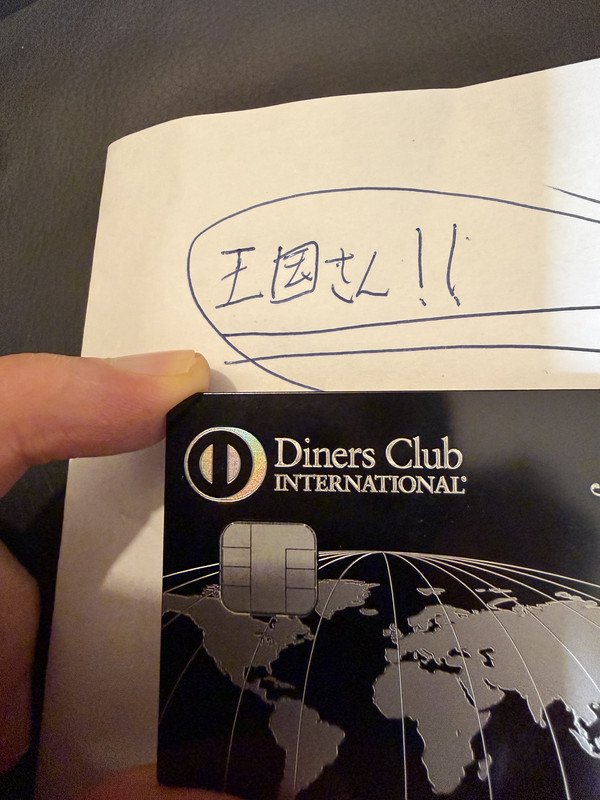 王国さん!!
Diners Club
INTERNATIONAL®